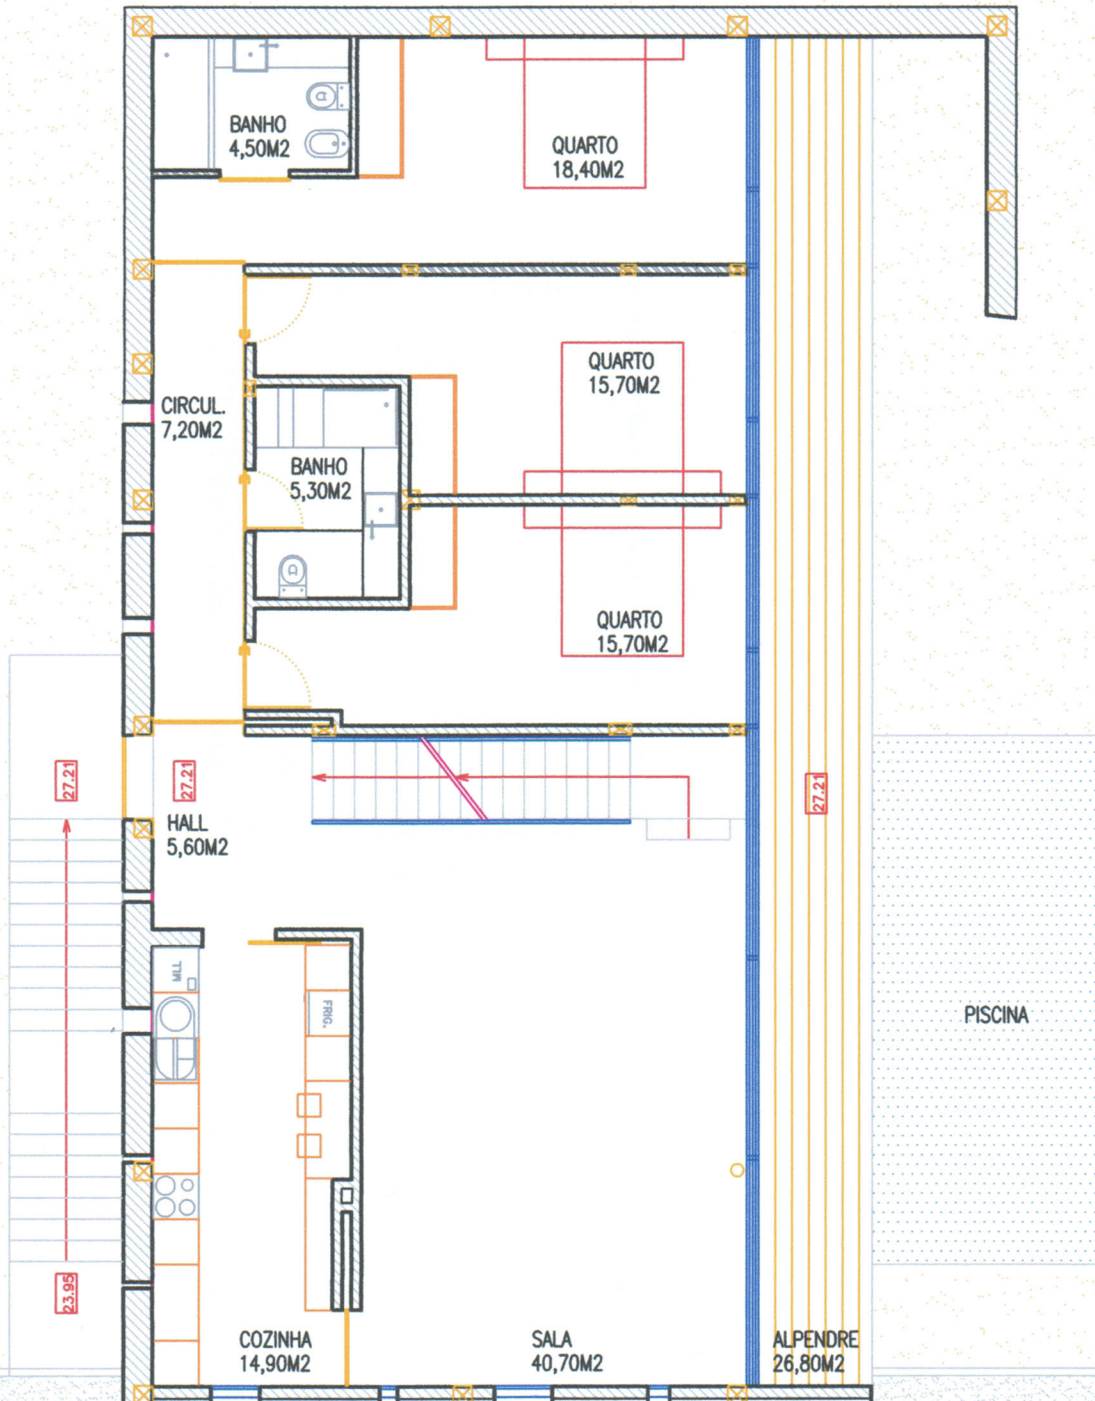 BANHO
4,50M2
QUARTO
18,40M2
QUARTO
15,70M2
CIRCUL.
7,20M2
BANHO
5,30M2
QUARTO
15,70M2
27.21
27.21
27.21
HALL
5,60M2
MLL
FRIG.
PISCINA
23.95
COZINHA
14,90M2
SALA
40,70M2
ALPENDRE
26,80M2